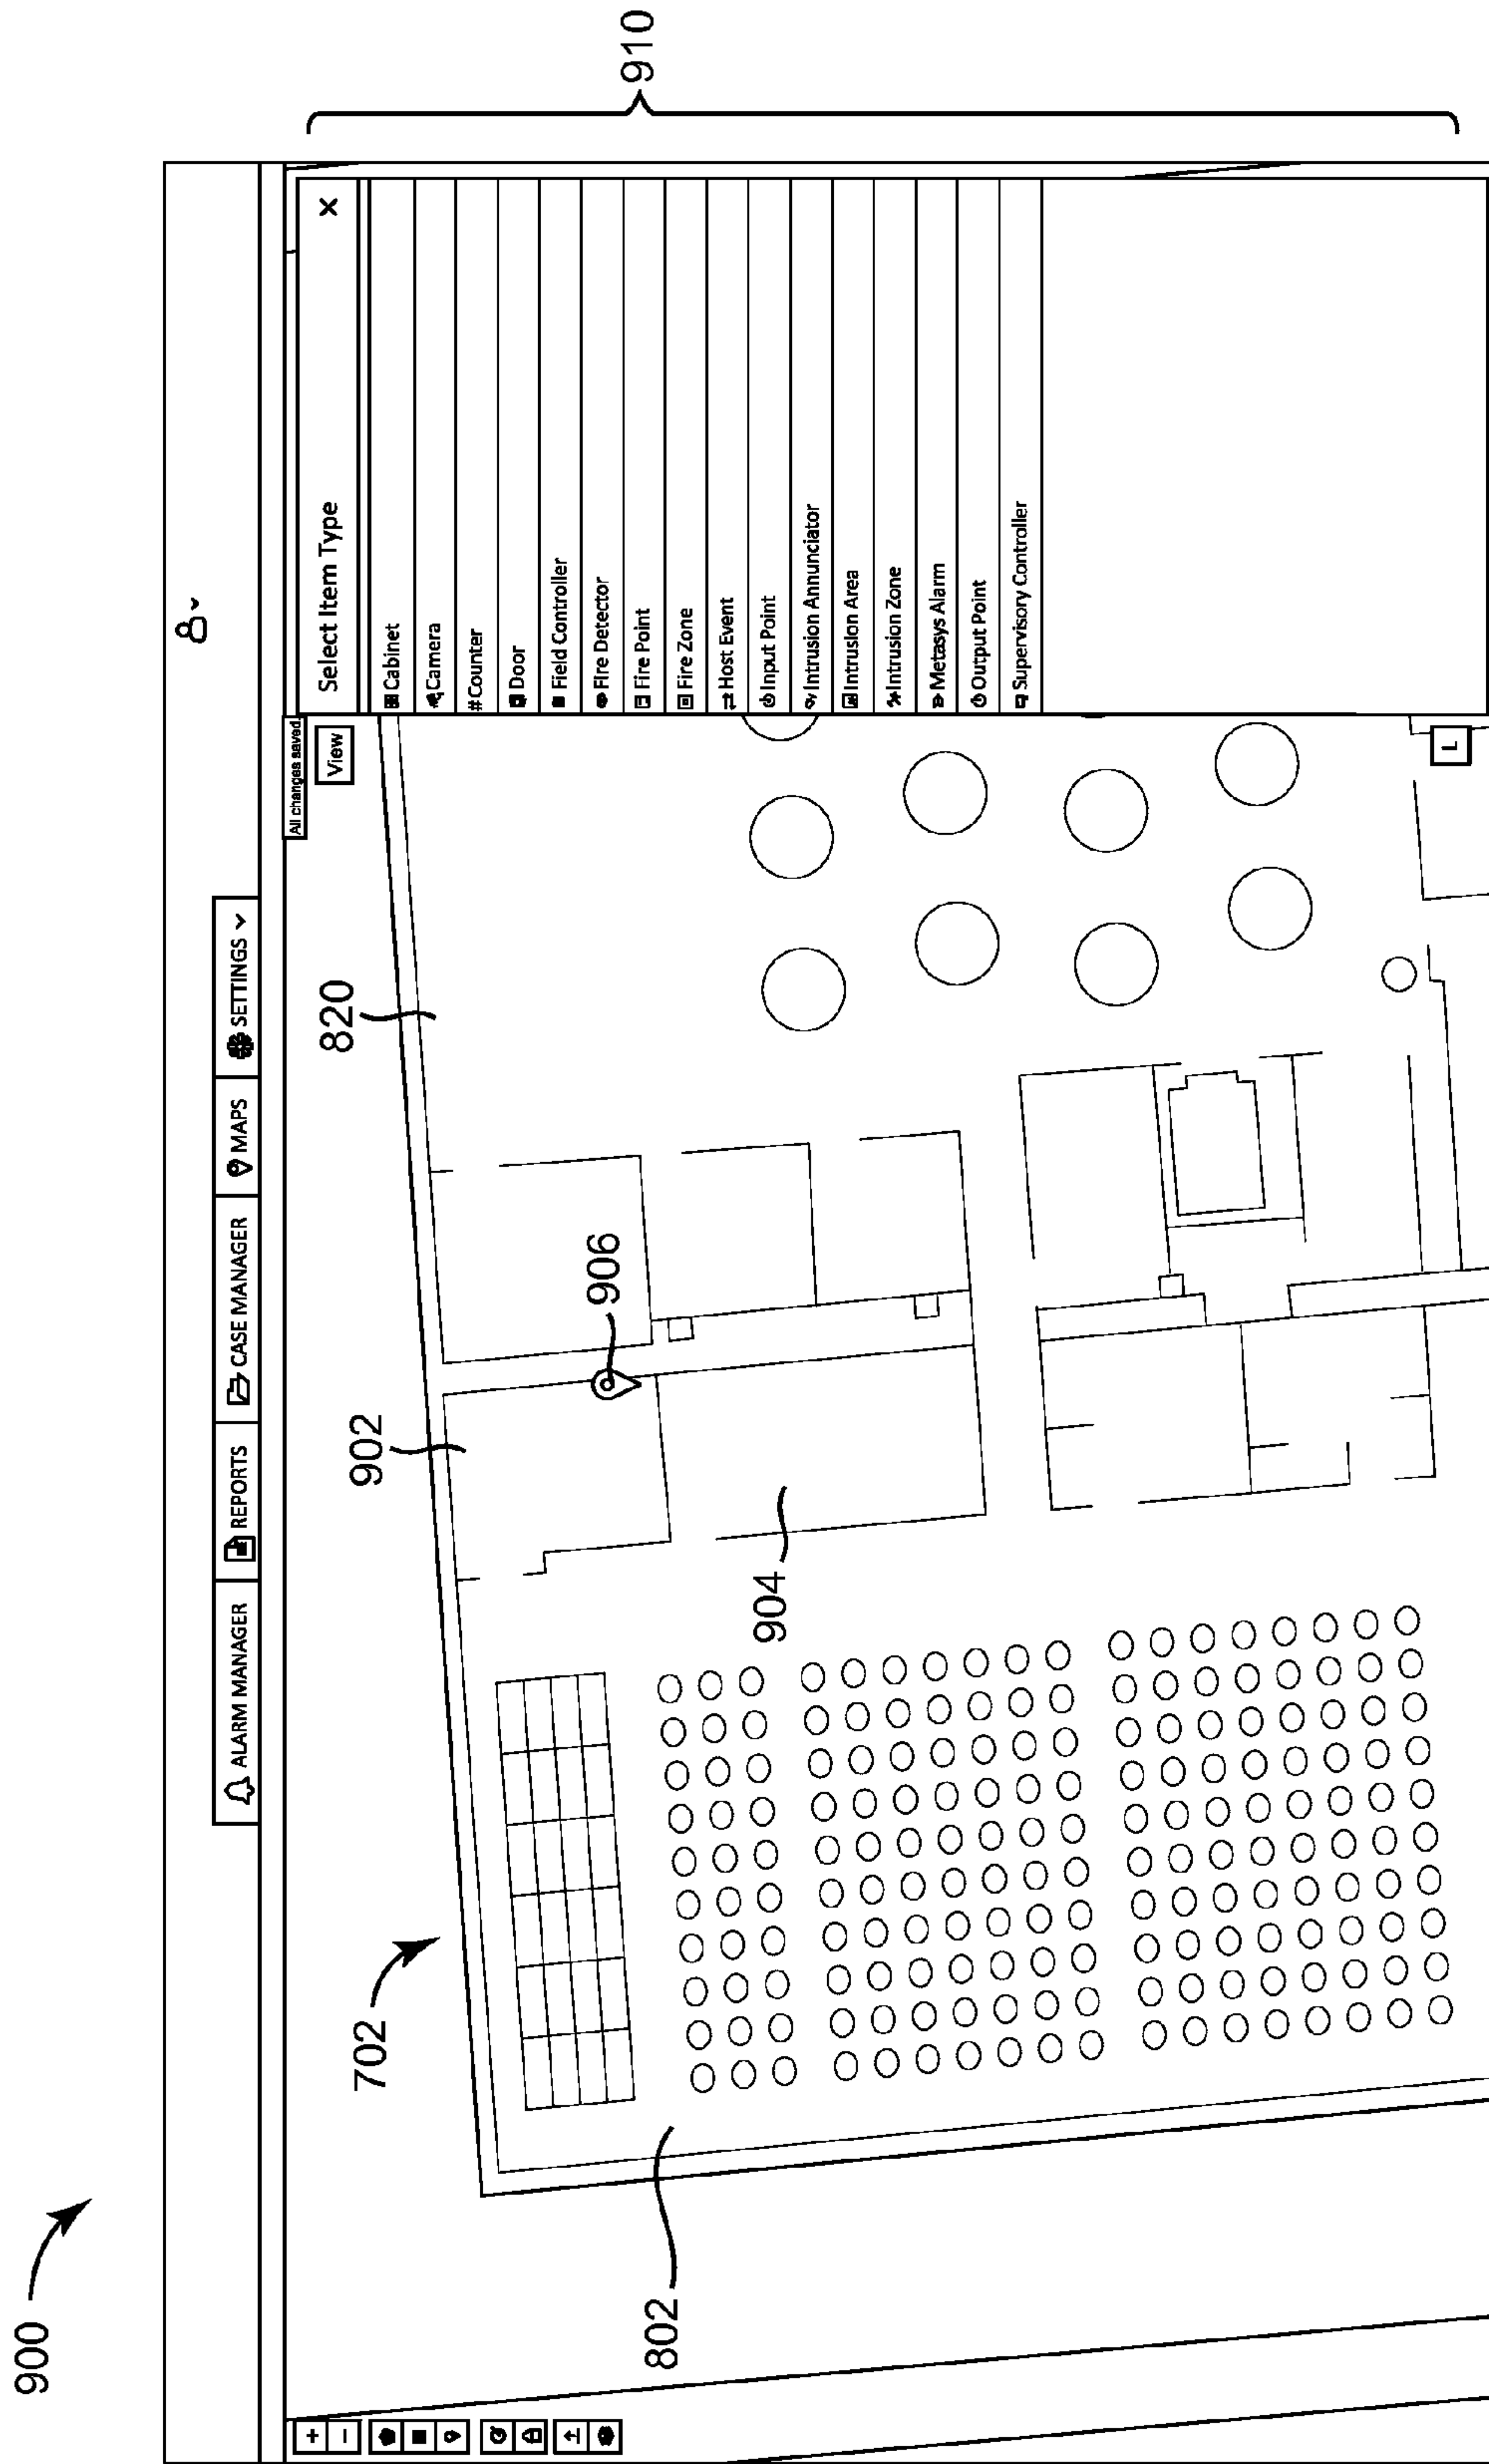 900
ALARM MANAGER
REPORTS
CASE MANAGER
MAPS
SETTINGS
+
−
All changes saved
View
Select Item Type X
Cabinet
Camera
#Counter
Door
Field Controller
Fire Detector
Fire Point
Fire Zone
Host Event
Input Point
Intrusion Annunciator
Intrusion Area
Intrusion Zone
Metasys Alarm
Output Point
Supervisory Controller
L
910
702
902
820
906
904
802